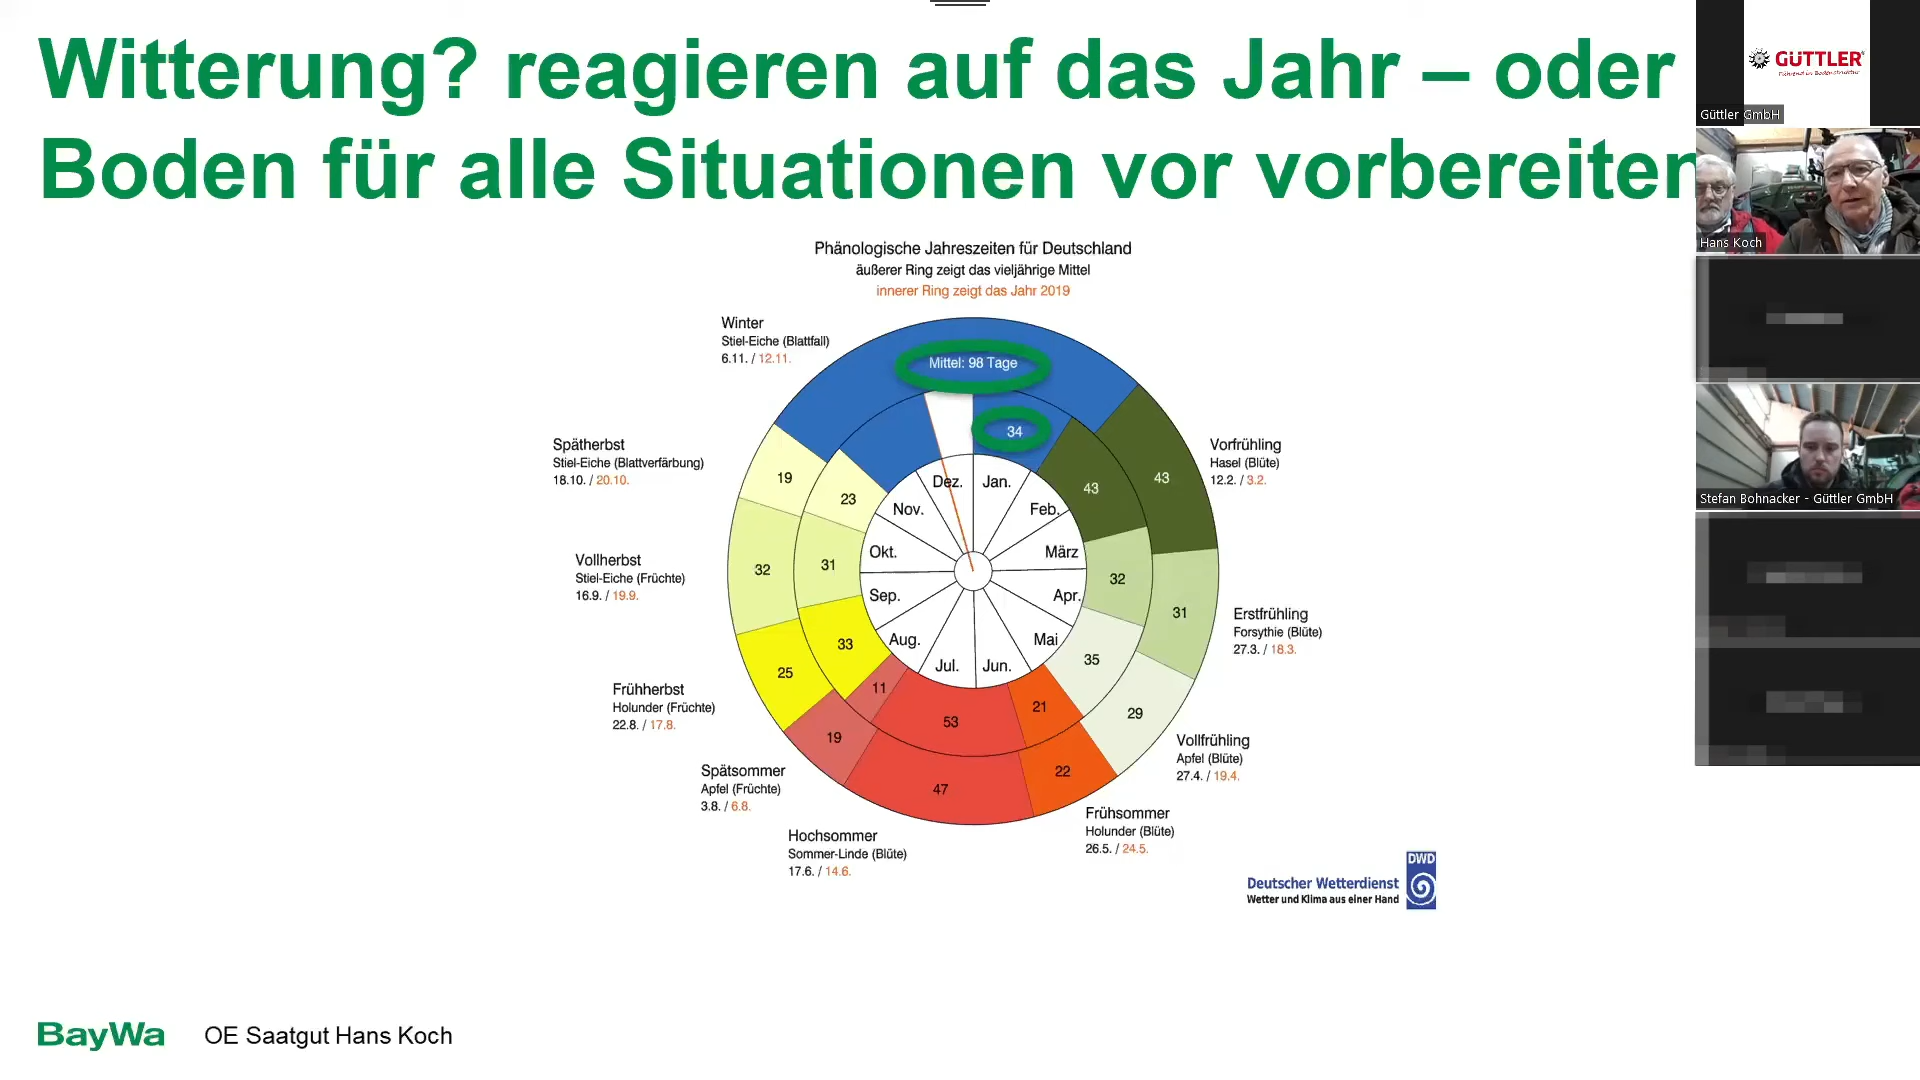 Witterung? reagieren auf das Jahr – oder
Boden für alle Situationen vor vorbereiten
Phänologische Jahreszeiten für Deutschland
äußerer Ring zeigt das vieljährige Mittel
innerer Ring zeigt das Jahr 2019
Winter
Stiel-Eiche (Blattfall)
6.11. / 12.11.
Mittel: 98 Tage
34
Vorfrühling
Hasel (Blüte)
12.2. / 3.2.
43
43
Erstfrühling
Forsythie (Blüte)
27.3. / 18.3.
32
31
Vollfrühling
Apfel (Blüte)
27.4. / 19.4.
35
29
Frühsommer
Holunder (Blüte)
26.5. / 24.5.
21
22
Hochsommer
Sommer-Linde (Blüte)
17.6. / 14.6.
53
47
Spätsommer
Apfel (Früchte)
3.8. / 6.8.
11
19
Frühherbst
Holunder (Früchte)
22.8. / 17.8.
33
25
Vollherbst
Stiel-Eiche (Früchte)
16.9. / 19.9.
31
32
Spätherbst
Stiel-Eiche (Blattverfärbung)
18.10. / 20.10.
23
19
Jan.
Feb.
März
Apr.
Mai
Jun.
Jul.
Aug.
Sep.
Okt.
Nov.
Dez.
Deutscher Wetterdienst
Wetter und Klima aus einer Hand
DWD
BayWa
OE Saatgut Hans Koch
GÜTTLER
Führend in Bodenstruktur
Güttler GmbH
Hans Koch
Stefan Bohnacker - Güttler GmbH